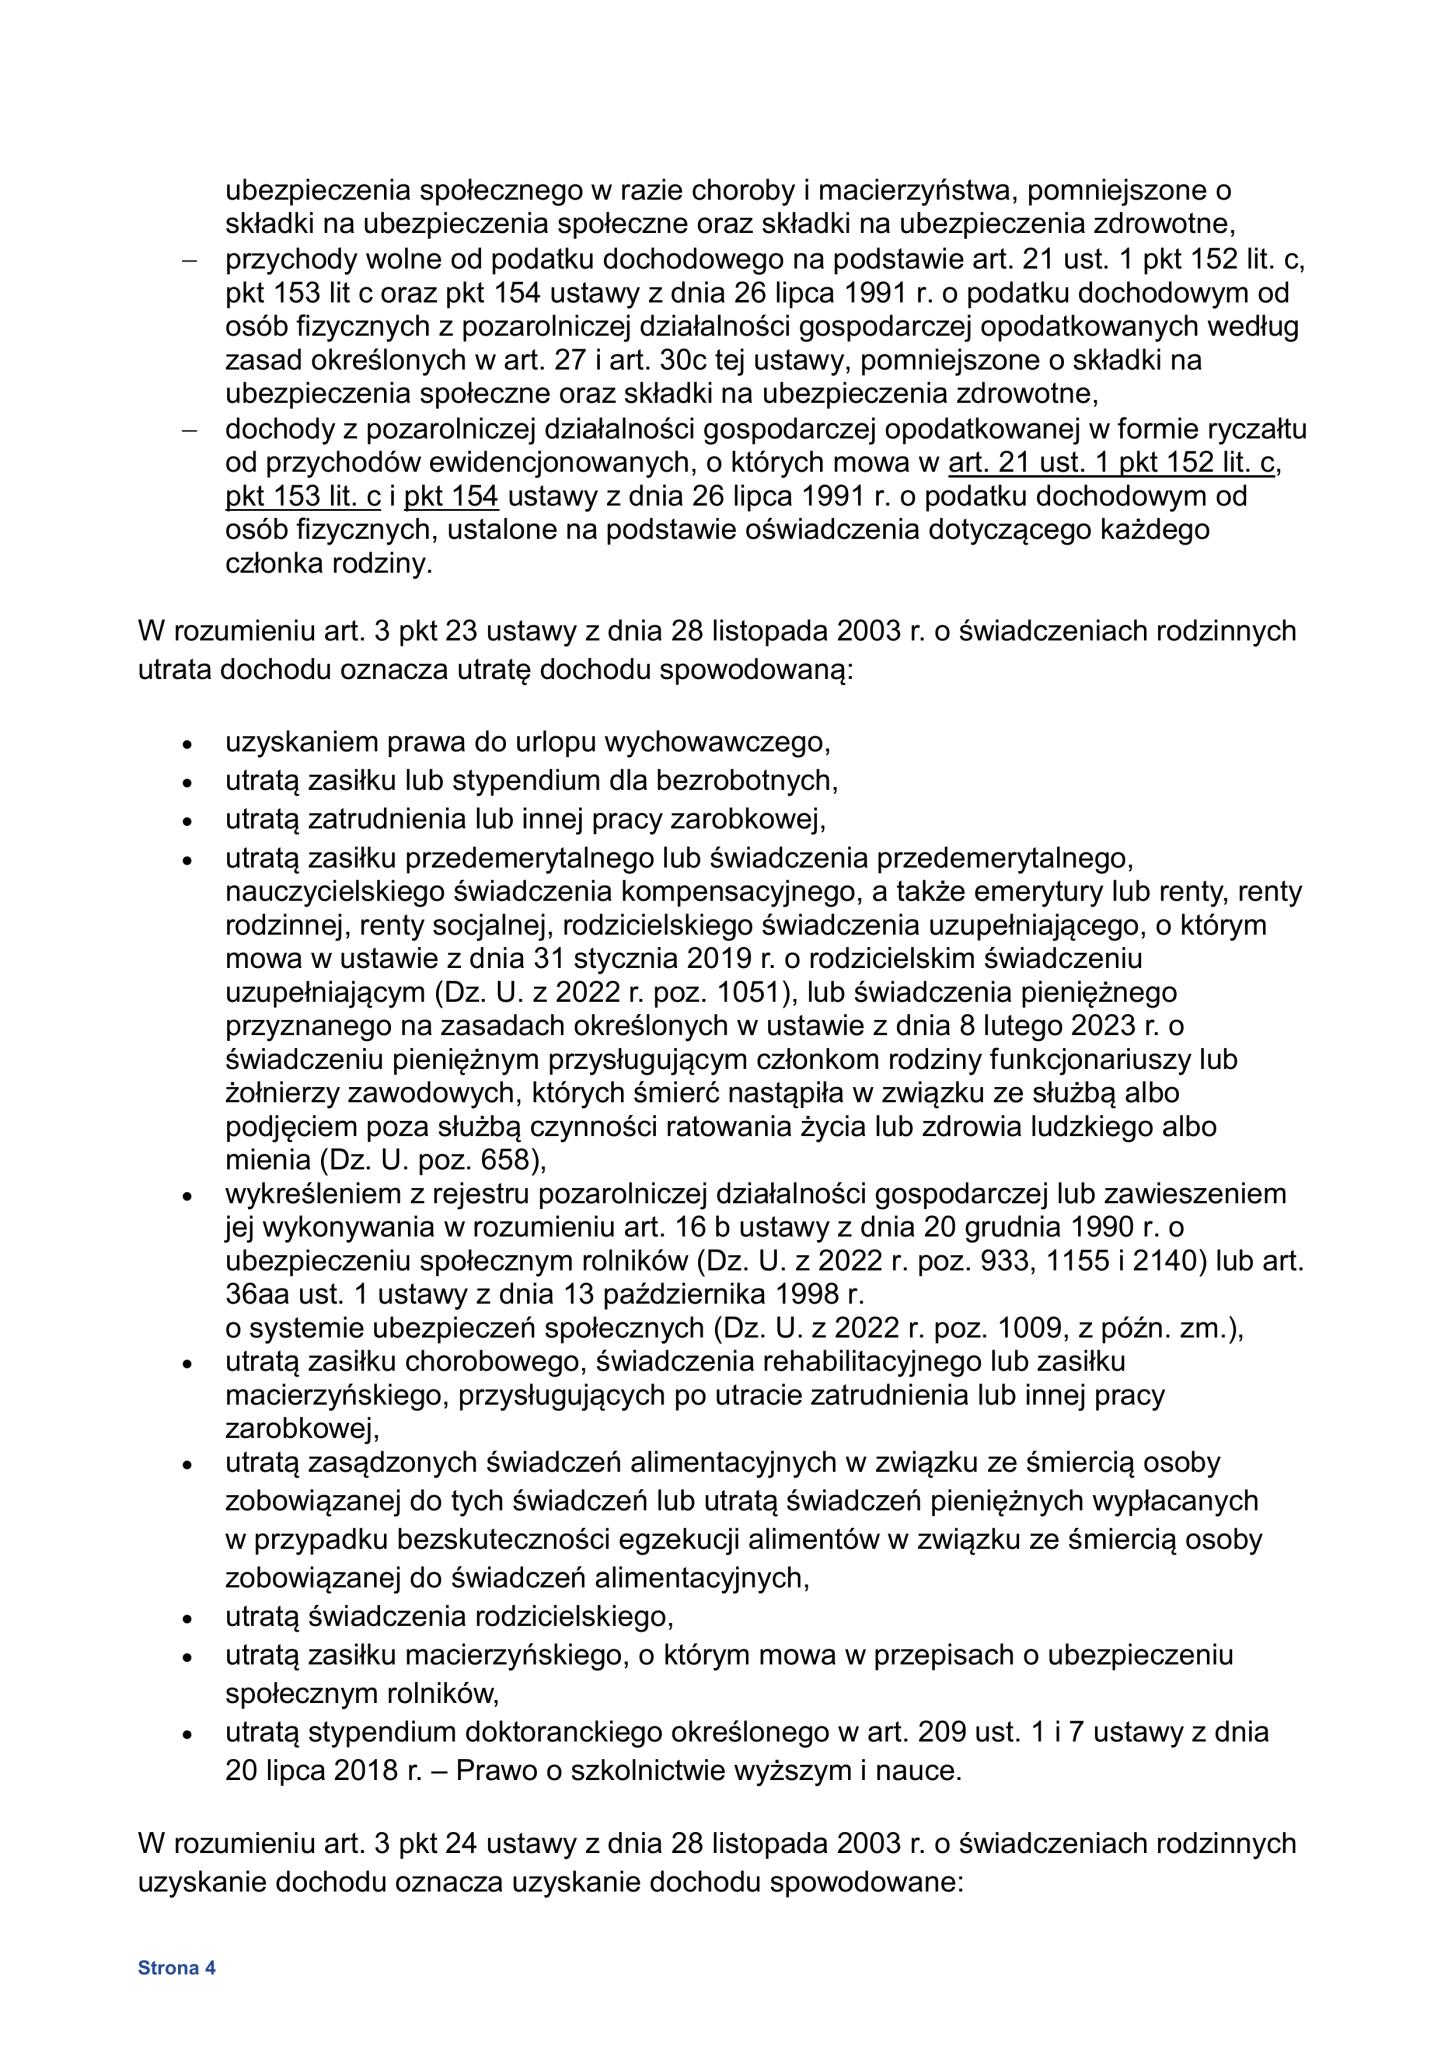 ubezpieczenia społecznego w razie choroby i macierzyństwa, pomniejszone o
składki na ubezpieczenia społeczne oraz składki na ubezpieczenia zdrowotne,
– przychody wolne od podatku dochodowego na podstawie art. 21 ust. 1 pkt 152 lit. c,
pkt 153 lit c oraz pkt 154 ustawy z dnia 26 lipca 1991 r. o podatku dochodowym od
osób fizycznych z pozarolniczej działalności gospodarczej opodatkowanych według
zasad określonych w art. 27 i art. 30c tej ustawy, pomniejszone o składki na
ubezpieczenia społeczne oraz składki na ubezpieczenia zdrowotne,
– dochody z pozarolniczej działalności gospodarczej opodatkowanej w formie ryczałtu
od przychodów ewidencjonowanych, o których mowa w art. 21 ust. 1 pkt 152 lit. c,
pkt 153 lit. c i pkt 154 ustawy z dnia 26 lipca 1991 r. o podatku dochodowym od
osób fizycznych, ustalone na podstawie oświadczenia dotyczącego każdego
członka rodziny.
W rozumieniu art. 3 pkt 23 ustawy z dnia 28 listopada 2003 r. o świadczeniach rodzinnych
utrata dochodu oznacza utratę dochodu spowodowaną:
• uzyskaniem prawa do urlopu wychowawczego,
• utratą zasiłku lub stypendium dla bezrobotnych,
• utratą zatrudnienia lub innej pracy zarobkowej,
• utratą zasiłku przedemerytalnego lub świadczenia przedemerytalnego,
nauczycielskiego świadczenia kompensacyjnego, a także emerytury lub renty, renty
rodzinnej, renty socjalnej, rodzicielskiego świadczenia uzupełniającego, o którym
mowa w ustawie z dnia 31 stycznia 2019 r. o rodzicielskim świadczeniu
uzupełniającym (Dz. U. z 2022 r. poz. 1051), lub świadczenia pieniężnego
przyznanego na zasadach określonych w ustawie z dnia 8 lutego 2023 r. o
świadczeniu pieniężnym przysługującym członkom rodziny funkcjonariuszy lub
żołnierzy zawodowych, których śmierć nastąpiła w związku ze służbą albo
podjęciem poza służbą czynności ratowania życia lub zdrowia ludzkiego albo
mienia (Dz. U. poz. 658),
• wykreśleniem z rejestru pozarolniczej działalności gospodarczej lub zawieszeniem
jej wykonywania w rozumieniu art. 16 b ustawy z dnia 20 grudnia 1990 r. o
ubezpieczeniu społecznym rolników (Dz. U. z 2022 r. poz. 933, 1155 i 2140) lub art.
36aa ust. 1 ustawy z dnia 13 października 1998 r.
o systemie ubezpieczeń społecznych (Dz. U. z 2022 r. poz. 1009, z późn. zm.),
• utratą zasiłku chorobowego, świadczenia rehabilitacyjnego lub zasiłku
macierzyńskiego, przysługujących po utracie zatrudnienia lub innej pracy
zarobkowej,
• utratą zasądzonych świadczeń alimentacyjnych w związku ze śmiercią osoby
zobowiązanej do tych świadczeń lub utratą świadczeń pieniężnych wypłacanych
w przypadku bezskuteczności egzekucji alimentów w związku ze śmiercią osoby
zobowiązanej do świadczeń alimentacyjnych,
• utratą świadczenia rodzicielskiego,
• utratą zasiłku macierzyńskiego, o którym mowa w przepisach o ubezpieczeniu
społecznym rolników,
• utratą stypendium doktoranckiego określonego w art. 209 ust. 1 i 7 ustawy z dnia
20 lipca 2018 r. – Prawo o szkolnictwie wyższym i nauce.
W rozumieniu art. 3 pkt 24 ustawy z dnia 28 listopada 2003 r. o świadczeniach rodzinnych
uzyskanie dochodu oznacza uzyskanie dochodu spowodowane:
Strona 4